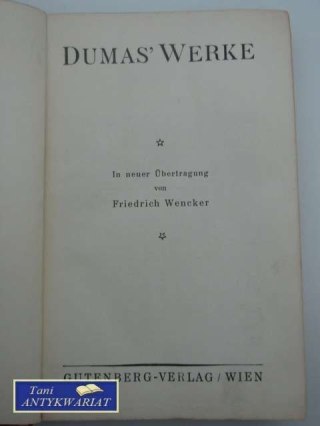 DUMAS' WERKE
In neuer Übertragung
von
Friedrich Wencker
GUTENBERG-VERLAG / WIEN
Tani
ANTYKWARIAT